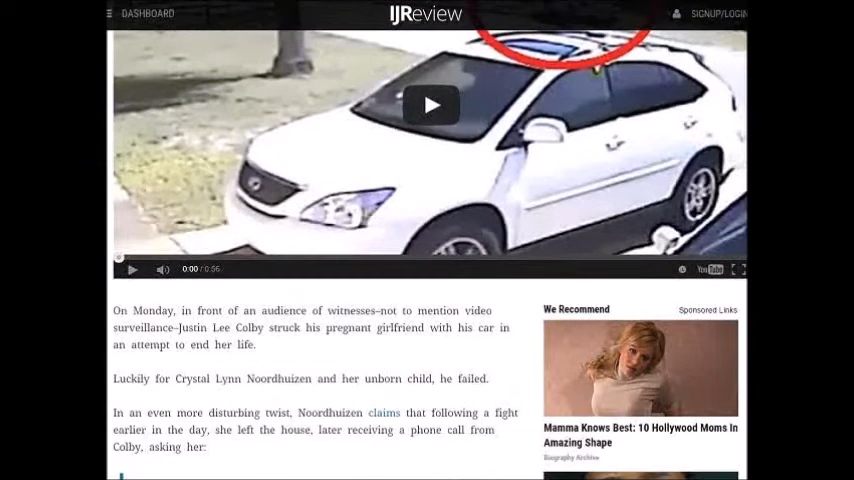 DASHBOARD
IJReview
SIGNUP/LOGIN
0:00 / 0:56
YouTube
On Monday, in front of an audience of witnesses–not to mention video
surveillance–Justin Lee Colby struck his pregnant girlfriend with his car in
an attempt to end her life.
Luckily for Crystal Lynn Noordhuizen and her unborn child, he failed.
In an even more disturbing twist, Noordhuizen claims that following a fight
earlier in the day, she left the house, later receiving a phone call from
Colby, asking her:
We Recommend
Sponsored Links
Mamma Knows Best: 10 Hollywood Moms In
Amazing Shape
Biography Archive